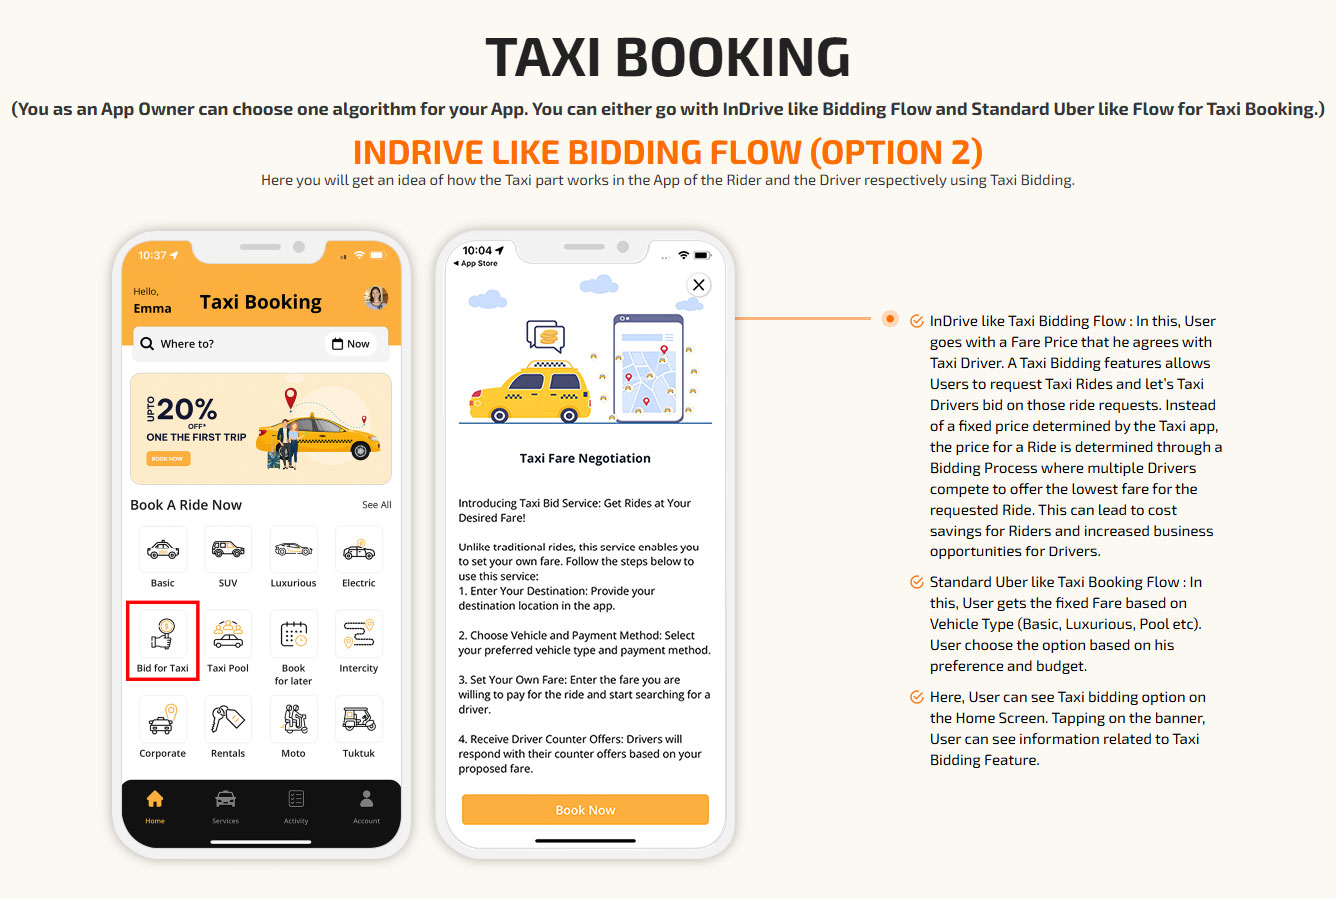 TAXI BOOKING
(You as an App Owner can choose one algorithm for your App. You can either go with InDrive like Bidding Flow and Standard Uber like Flow for Taxi Booking.)
INDRIVE LIKE BIDDING FLOW (OPTION 2)
Here you will get an idea of how the Taxi part works in the App of the Rider and the Driver respectively using Taxi Bidding.
10:37
Hello,
Emma
Taxi Booking
Where to?
Now
UPTO
20%
OFF*
ONE THE FIRST TRIP
BOOK NOW
Book A Ride Now
See All
Basic
SUV
Luxurious
Electric
Bid for Taxi
Taxi Pool
Book
for later
Intercity
Corporate
Rentals
Moto
Tuktuk
Home
Services
Activity
Account
10:04
App Store
Taxi Fare Negotiation
Introducing Taxi Bid Service: Get Rides at Your
Desired Fare!
Unlike traditional rides, this service enables you
to set your own fare. Follow the steps below to
use this service:
1. Enter Your Destination: Provide your
destination location in the app.
2. Choose Vehicle and Payment Method: Select
your preferred vehicle type and payment method.
3. Set Your Own Fare: Enter the fare you are
willing to pay for the ride and start searching for a
driver.
4. Receive Driver Counter Offers: Drivers will
respond with their counter offers based on your
proposed fare.
Book Now
InDrive like Taxi Bidding Flow : In this, User
goes with a Fare Price that he agrees with
Taxi Driver. A Taxi Bidding features allows
Users to request Taxi Rides and let's Taxi
Drivers bid on those ride requests. Instead
of a fixed price determined by the Taxi app,
the price for a Ride is determined through a
Bidding Process where multiple Drivers
compete to offer the lowest fare for the
requested Ride. This can lead to cost
savings for Riders and increased business
opportunities for Drivers.
Standard Uber like Taxi Booking Flow : In
this, User gets the fixed Fare based on
Vehicle Type (Basic, Luxurious, Pool etc).
User choose the option based on his
preference and budget.
Here, User can see Taxi bidding option on
the Home Screen. Tapping on the banner,
User can see information related to Taxi
Bidding Feature.